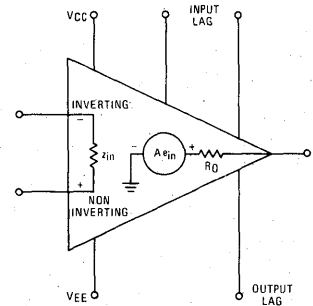 VCC
INPUT
LAG
INVERTING
−
zin
+
NON
INVERTING
− Aein + RO
VEE
OUTPUT
LAG